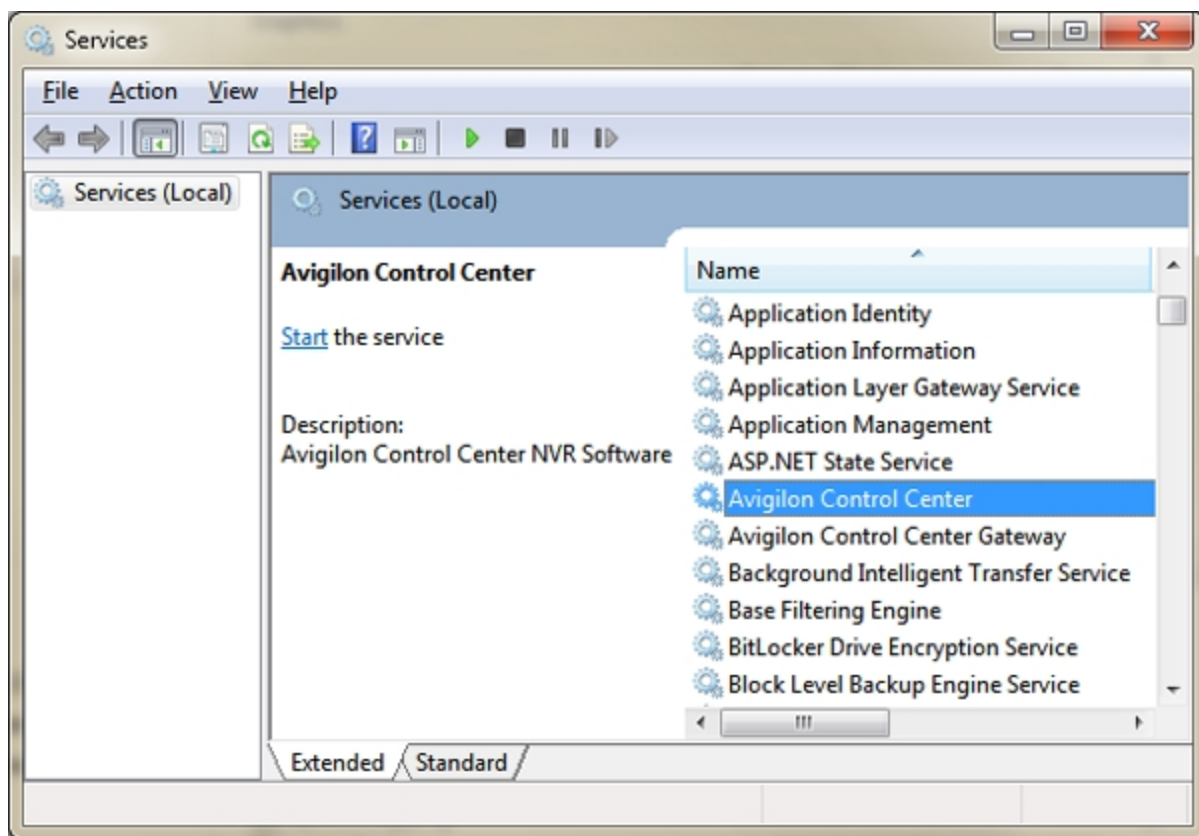 Services
File Action View Help
Services (Local)
Services (Local)
Avigilon Control Center
Start the service
Description:
Avigilon Control Center NVR Software
Name
Application Identity
Application Information
Application Layer Gateway Service
Application Management
ASP.NET State Service
Avigilon Control Center
Avigilon Control Center Gateway
Background Intelligent Transfer Service
Base Filtering Engine
BitLocker Drive Encryption Service
Block Level Backup Engine Service
Extended Standard